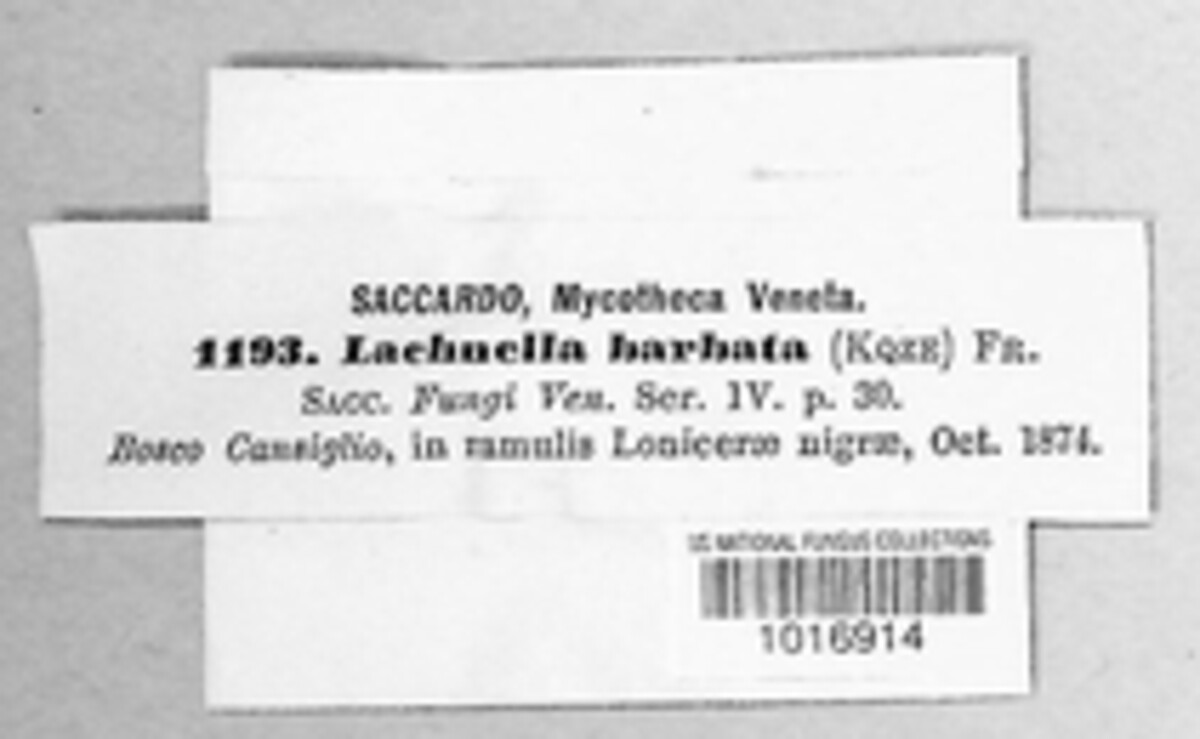 SACCARDO, Mycotheca Veneta.
1193. Lachnella barbata (KQZE) FR.
SACC. Fungi Ven. Ser. IV. p. 30.
Bosco Cansiglio, in ramulis Loniceræ nigræ, Oct. 1874.
US NATIONAL FUNGUS COLLECTIONS
1016914